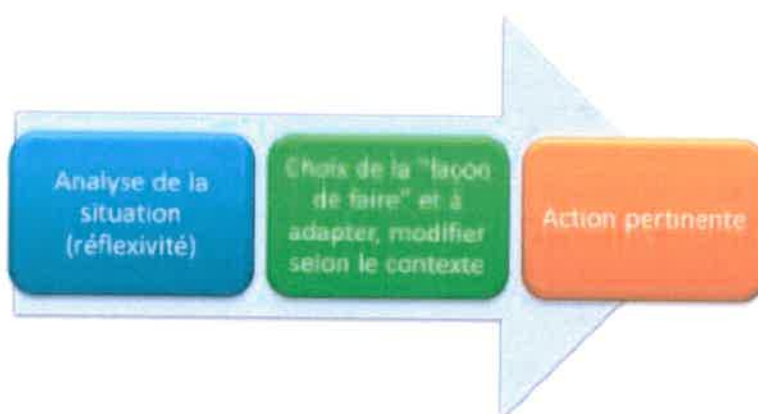 Analyse de la
situation
(réflexivité)
Choix de la "façon
de faire" et à
adapter, modifier
selon le contexte
Action pertinente